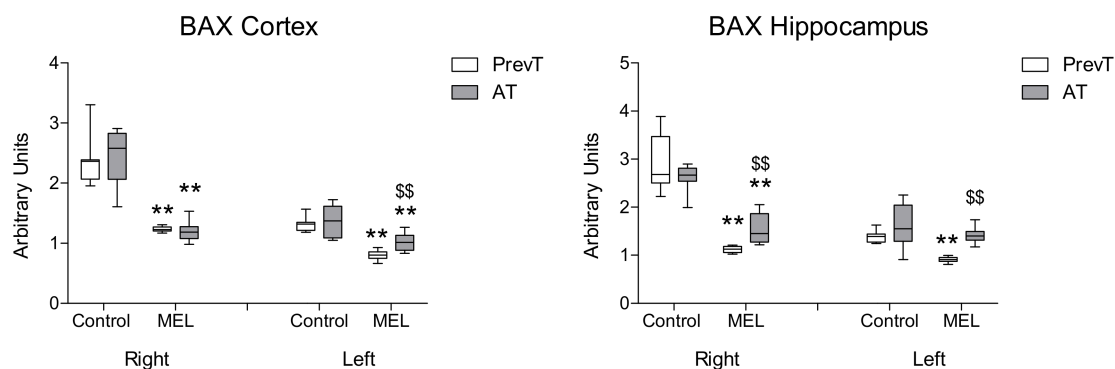 BAX Cortex
PrevT
AT
Arbitrary Units
4
3
2
1
0
**
**
**
$$
**
Control MEL Control MEL
Right Left
BAX Hippocampus
PrevT
AT
Arbitrary Units
5
4
3
2
1
0
**
$$
**
**
$$
Control MEL Control MEL
Right Left